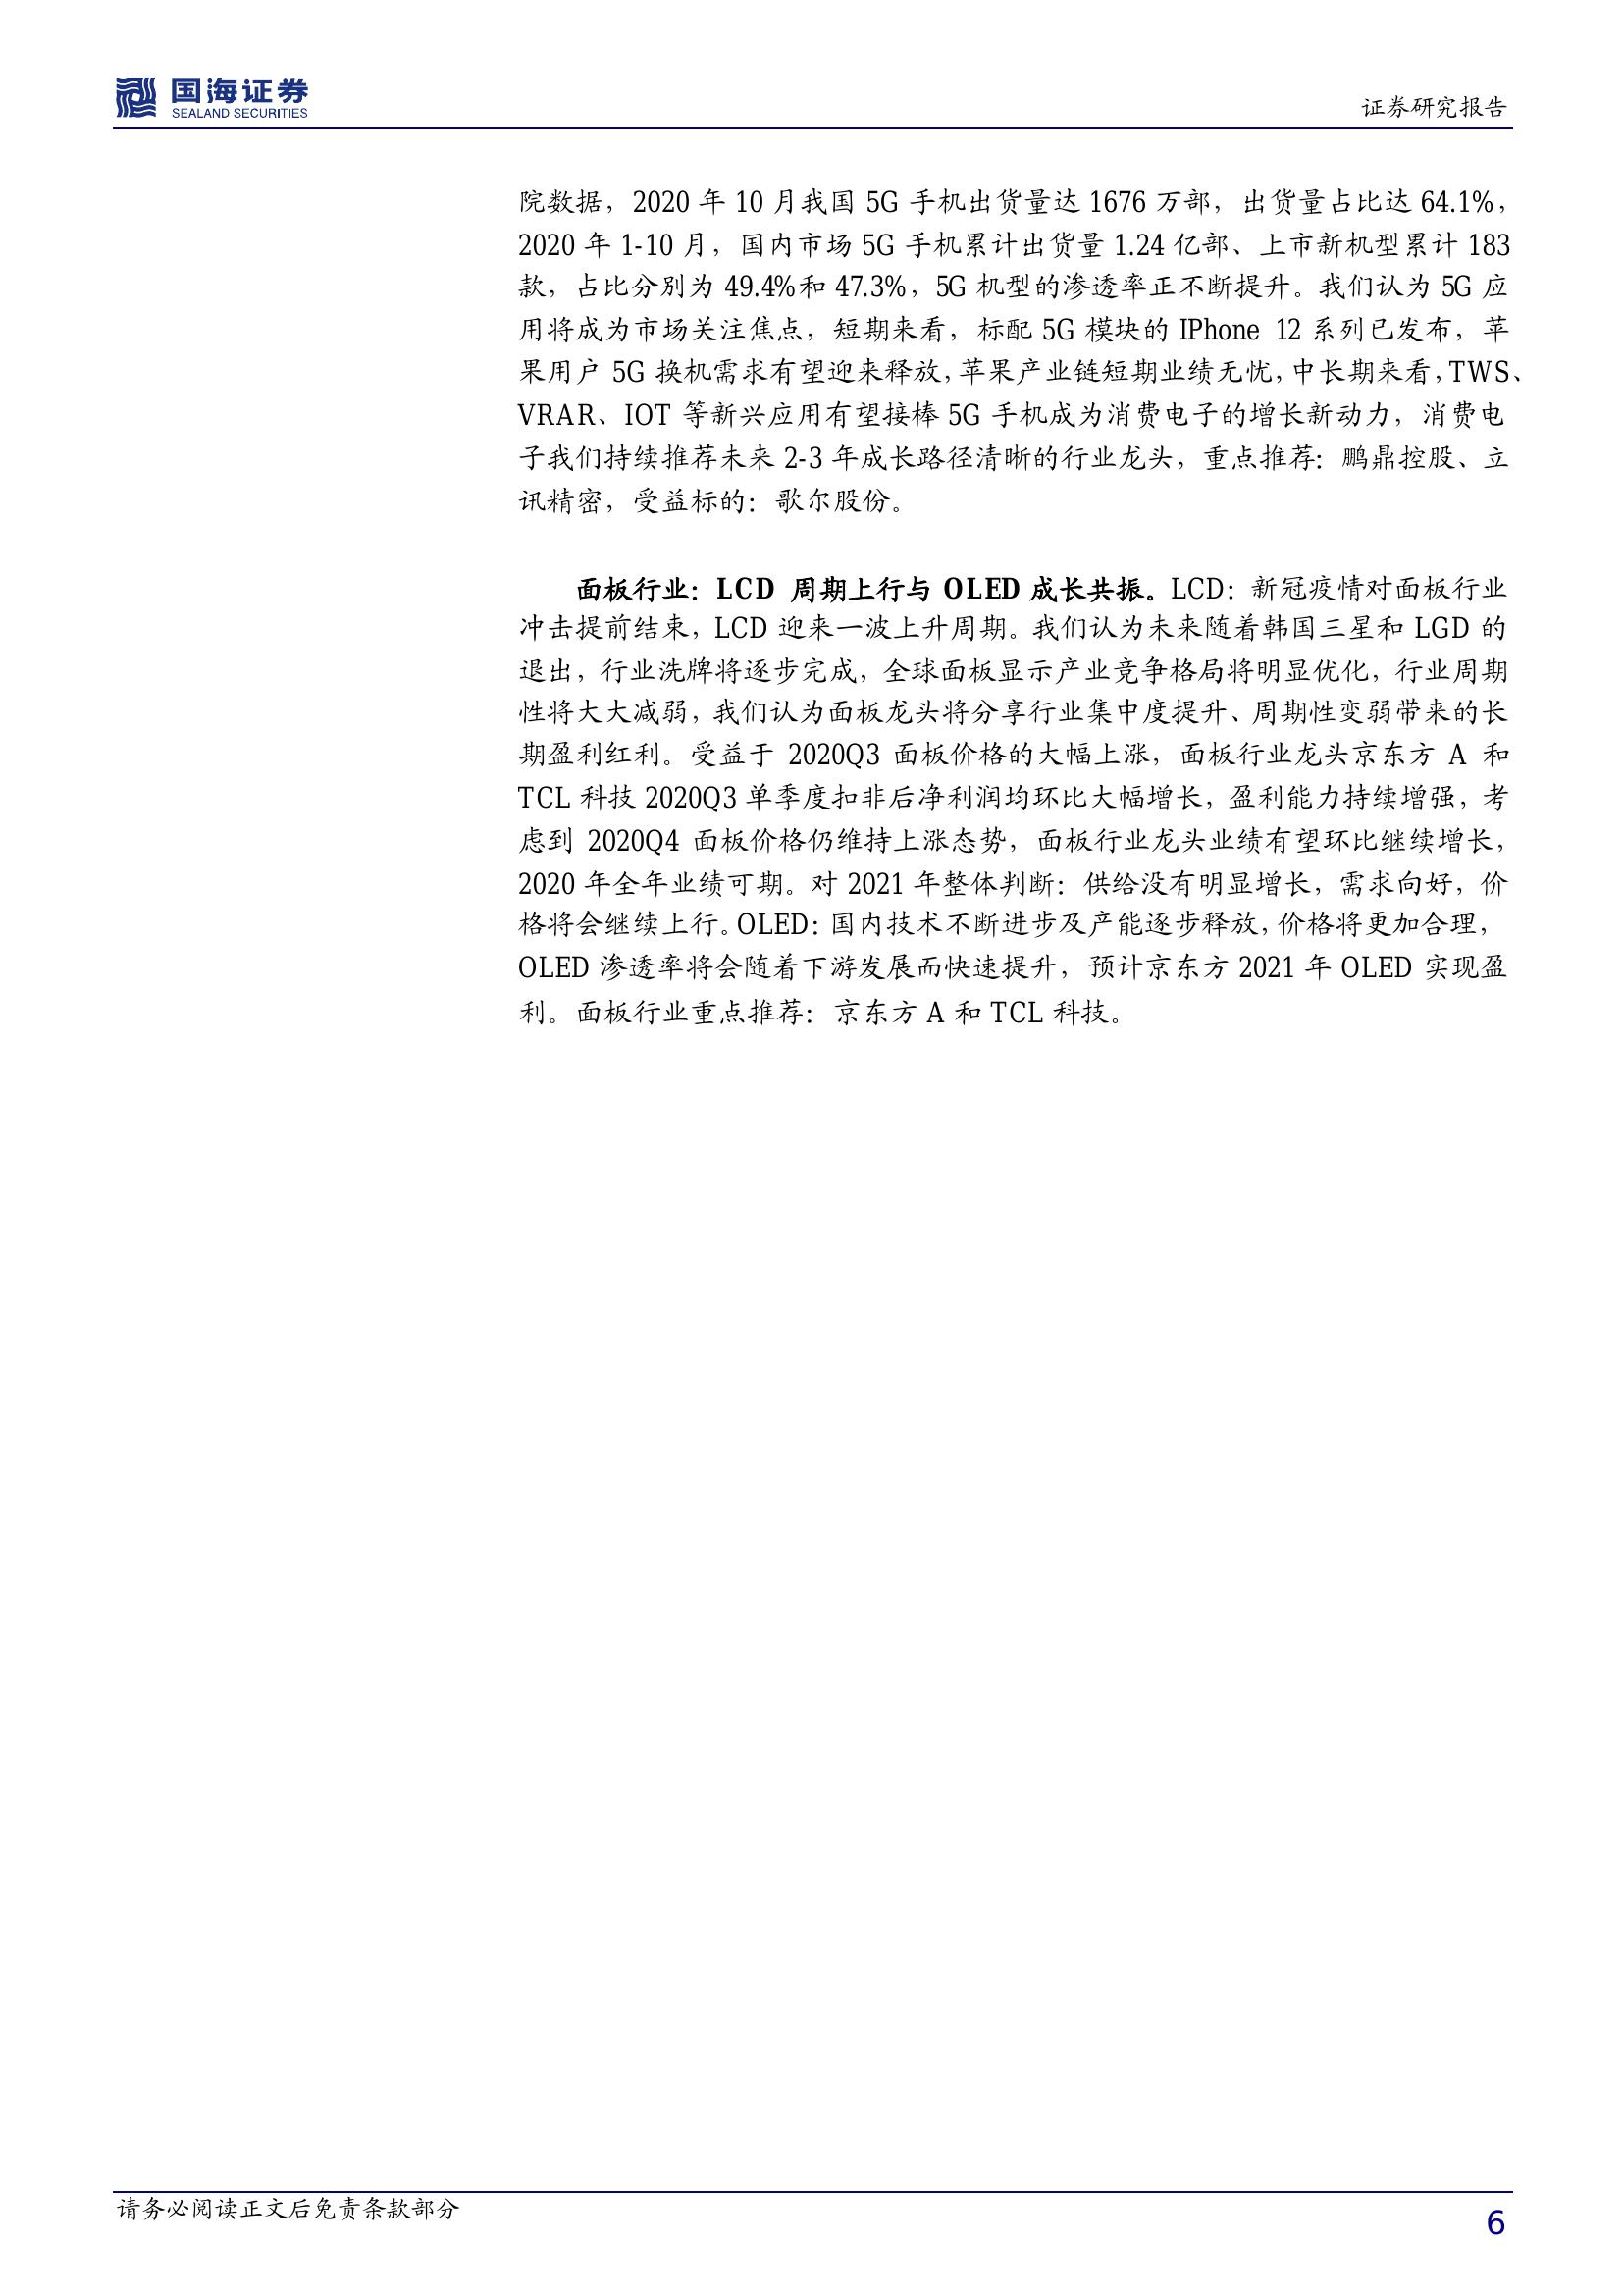 国海证券
SEALAND SECURITIES
证券研究报告
院数据，2020 年 10 月我国 5G 手机出货量达 1676 万部，出货量占比达 64.1%，
2020 年 1-10 月，国内市场 5G 手机累计出货量 1.24 亿部、上市新机型累计 183
款，占比分别为 49.4%和 47.3%，5G 机型的渗透率正不断提升。我们认为 5G 应
用将成为市场关注焦点，短期来看，标配 5G 模块的 IPhone 12 系列已发布，苹
果用户 5G 换机需求有望迎来释放，苹果产业链短期业绩无忧，中长期来看，TWS、
VRAR、IOT 等新兴应用有望接棒 5G 手机成为消费电子的增长新动力，消费电
子我们持续推荐未来 2-3 年成长路径清晰的行业龙头，重点推荐：鹏鼎控股、立
讯精密，受益标的：歌尔股份。
面板行业：LCD 周期上行与 OLED 成长共振。LCD：新冠疫情对面板行业
冲击提前结束，LCD 迎来一波上升周期。我们认为未来随着韩国三星和 LGD 的
退出，行业洗牌将逐步完成，全球面板显示产业竞争格局将明显优化，行业周期
性将大大减弱，我们认为面板龙头将分享行业集中度提升、周期性变弱带来的长
期盈利红利。受益于 2020Q3 面板价格的大幅上涨，面板行业龙头京东方 A 和
TCL 科技 2020Q3 单季度扣非后净利润均环比大幅增长，盈利能力持续增强，考
虑到 2020Q4 面板价格仍维持上涨态势，面板行业龙头业绩有望环比继续增长，
2020 年全年业绩可期。对 2021 年整体判断：供给没有明显增长，需求向好，价
格将会继续上行。OLED：国内技术不断进步及产能逐步释放，价格将更加合理，
OLED 渗透率将会随着下游发展而快速提升，预计京东方 2021 年 OLED 实现盈
利。面板行业重点推荐：京东方 A 和 TCL 科技。
请务必阅读正文后免责条款部分
6